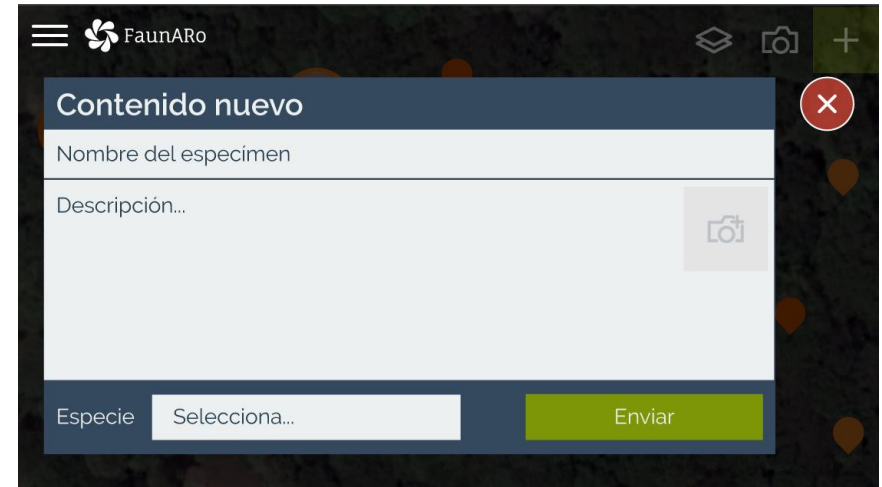 FaunARo
Contenido nuevo
Nombre del especímen
Descripción...
Especie Selecciona... Enviar